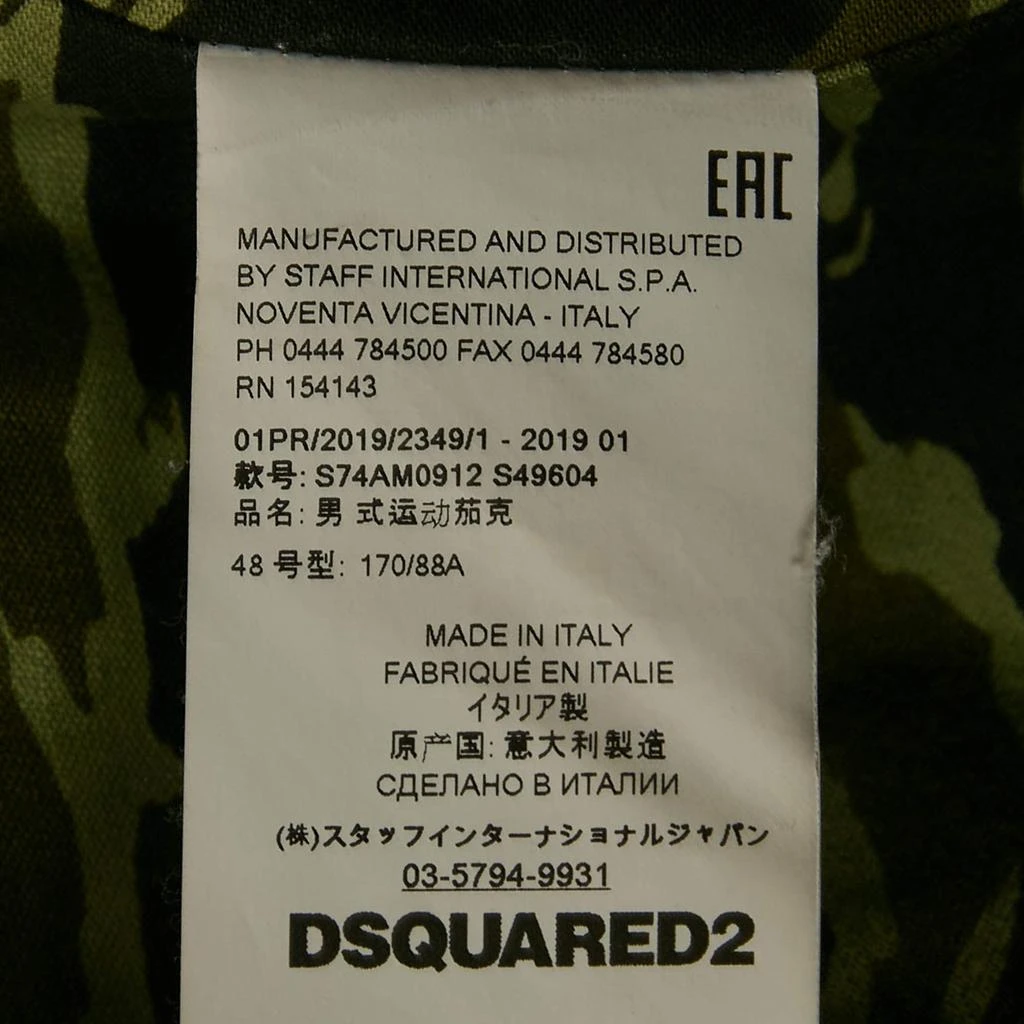 EAC
MANUFACTURED AND DISTRIBUTED
BY STAFF INTERNATIONAL S.P.A.
NOVENTA VICENTINA - ITALY
PH 0444 784500 FAX 0444 784580
RN 154143
01PR/2019/2349/1 - 2019 01
款号: S74AM0912 S49604
品名: 男 式运动茄克
48 号型: 170/88A
MADE IN ITALY
FABRIQUÉ EN ITALIE
イタリア製
原产国: 意大利製造
СДЕЛАНО В ИТАЛИИ
(株)スタッフインターナショナルジャパン
03-5794-9931
DSQUARED2